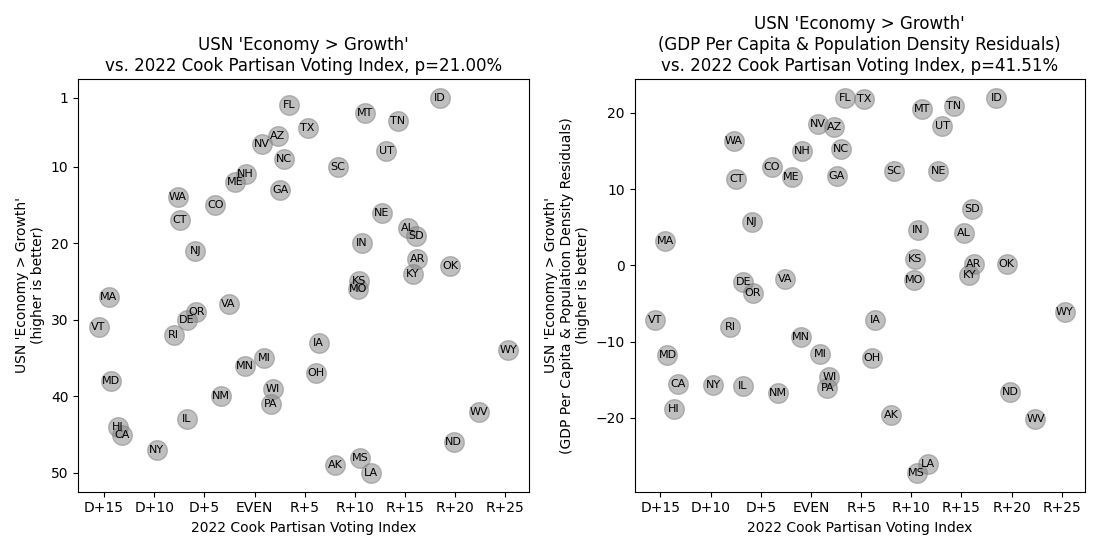 USN 'Economy > Growth'
vs. 2022 Cook Partisan Voting Index, p=21.00%
USN 'Economy > Growth'
(higher is better)
1
10
20
30
40
50
FL
ID
MT
TN
TX
AZ
NV
UT
NC
SC
NH
ME
GA
WA
CO
CT
NE
AL
SD
IN
NJ
AR
OK
KY
KS
MO
MA
VA
OR
DE
VT
RI
IA
WY
MI
MN
OH
MD
WI
NM
PA
WV
IL
HI
CA
ND
NY
MS
AK
LA
D+15
D+10
D+5
EVEN
R+5
R+10
R+15
R+20
R+25
2022 Cook Partisan Voting Index
USN 'Economy > Growth'
(GDP Per Capita & Population Density Residuals)
vs. 2022 Cook Partisan Voting Index, p=41.51%
USN 'Economy > Growth'
(GDP Per Capita & Population Density Residuals)
(higher is better)
20
10
0
−10
−20
FL
TX
ID
TN
MT
NV
AZ
UT
WA
NH
NC
CO
SC
NE
ME
GA
CT
SD
NJ
IN
AL
MA
KS
AR
OK
KY
VA
MO
DE
OR
WY
VT
IA
RI
MN
MI
MD
OH
WI
CA
NY
IL
PA
NM
ND
HI
AK
WV
LA
MS
D+15
D+10
D+5
EVEN
R+5
R+10
R+15
R+20
R+25
2022 Cook Partisan Voting Index